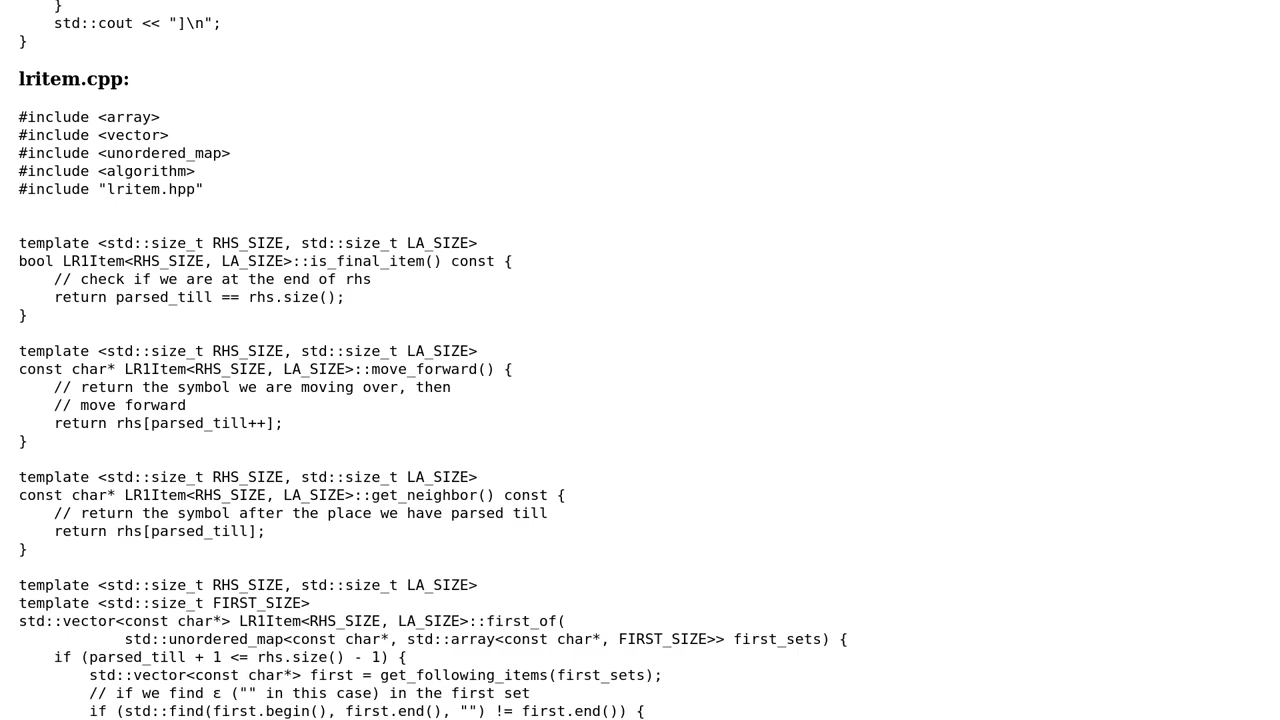 }
    std::cout << "]\n";
}
lritem.cpp:
#include <array>
#include <vector>
#include <unordered_map>
#include <algorithm>
#include "lritem.hpp"
template <std::size_t RHS_SIZE, std::size_t LA_SIZE>
bool LR1Item<RHS_SIZE, LA_SIZE>::is_final_item() const {
    // check if we are at the end of rhs
    return parsed_till == rhs.size();
}
template <std::size_t RHS_SIZE, std::size_t LA_SIZE>
const char* LR1Item<RHS_SIZE, LA_SIZE>::move_forward() {
    // return the symbol we are moving over, then
    // move forward
    return rhs[parsed_till++];
}
template <std::size_t RHS_SIZE, std::size_t LA_SIZE>
const char* LR1Item<RHS_SIZE, LA_SIZE>::get_neighbor() const {
    // return the symbol after the place we have parsed till
    return rhs[parsed_till];
}
template <std::size_t RHS_SIZE, std::size_t LA_SIZE>
template <std::size_t FIRST_SIZE>
std::vector<const char*> LR1Item<RHS_SIZE, LA_SIZE>::first_of(
            std::unordered_map<const char*, std::array<const char*, FIRST_SIZE>> first_sets) {
    if (parsed_till + 1 <= rhs.size() - 1) {
        std::vector<const char*> first = get_following_items(first_sets);
        // if we find ε ("" in this case) in the first set
        if (std::find(first.begin(), first.end(), "") != first.end()) {